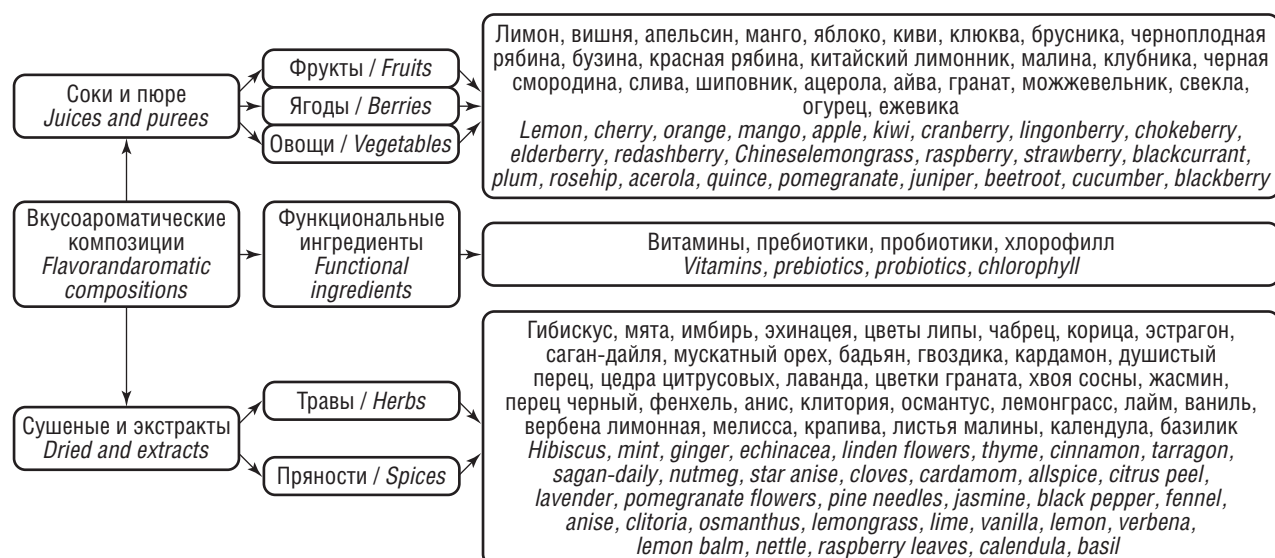 Соки и пюре
Juices and purees
Фрукты / Fruits
Ягоды / Berries
Овощи / Vegetables
Лимон, вишня, апельсин, манго, яблоко, киви, клюква, брусника, черноплодная
рябина, бузина, красная рябина, китайский лимонник, малина, клубника, черная
смородина, слива, шиповник, ацерола, айва, гранат, можжевельник, свекла,
огурец, ежевика
Lemon, cherry, orange, mango, apple, kiwi, cranberry, lingonberry, chokeberry,
elderberry, redashberry, Chineselemongrass, raspberry, strawberry, blackcurrant,
plum, rosehip, acerola, quince, pomegranate, juniper, beetroot, cucumber, blackberry
Вкусоароматические
композиции
Flavorandaromatic
compositions
Функциональные
ингредиенты
Functional
ingredients
Витамины, пребиотики, пробиотики, хлорофилл
Vitamins, prebiotics, probiotics, chlorophyll
Сушеные и экстракты
Dried and extracts
Травы / Herbs
Пряности / Spices
Гибискус, мята, имбирь, эхинацея, цветы липы, чабрец, корица, эстрагон,
саган-дайля, мускатный орех, бадьян, гвоздика, кардамон, душистый
перец, цедра цитрусовых, лаванда, цветки граната, хвоя сосны, жасмин,
перец черный, фенхель, анис, клитория, османтус, лемонграсс, лайм, ваниль,
вербена лимонная, мелисса, крапива, листья малины, календула, базилик
Hibiscus, mint, ginger, echinacea, linden flowers, thyme, cinnamon, tarragon,
sagan-daily, nutmeg, star anise, cloves, cardamom, allspice, citrus peel,
lavender, pomegranate flowers, pine needles, jasmine, black pepper, fennel,
anise, clitoria, osmanthus, lemongrass, lime, vanilla, lemon, verbena,
lemon balm, nettle, raspberry leaves, calendula, basil